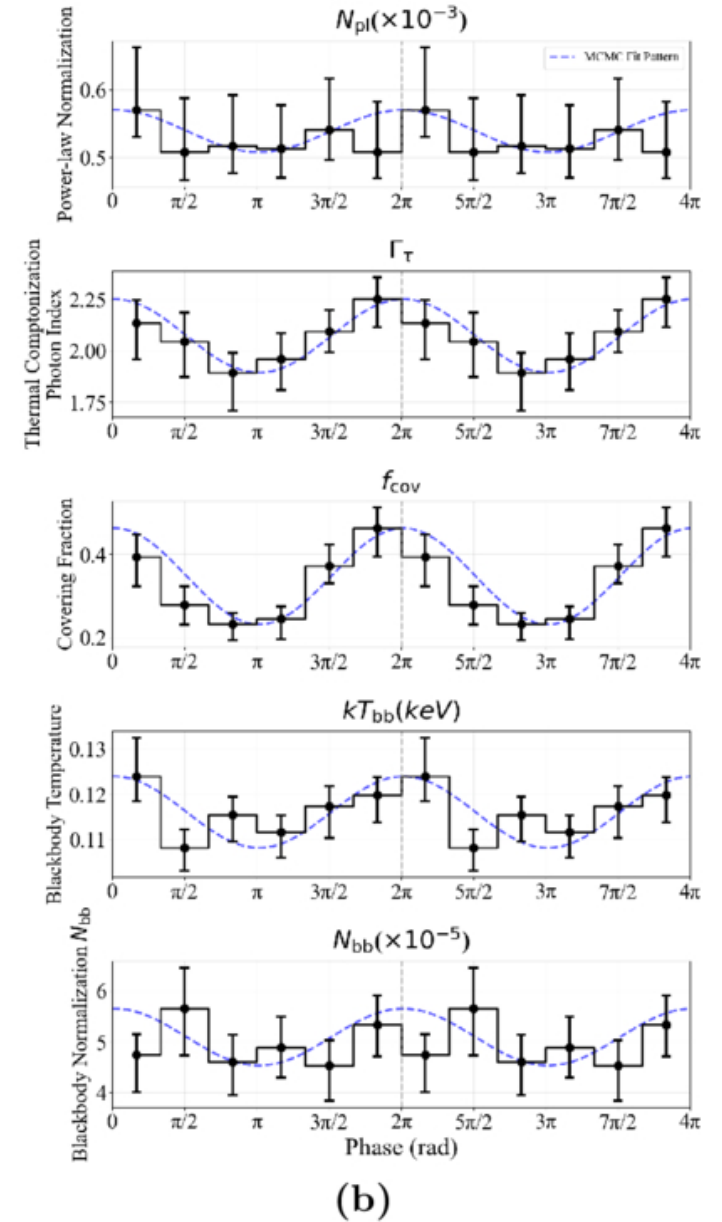 N_pl(×10⁻³)
Power-law Normalization
0.6
0.5
MCMC Fit Pattern
0 π/2 π 3π/2 2π 5π/2 3π 7π/2 4π
Γ_τ
Thermal Comptonization
Photon Index
2.25
2.00
1.75
0 π/2 π 3π/2 2π 5π/2 3π 7π/2 4π
f_cov
Covering Fraction
0.4
0.2
0 π/2 π 3π/2 2π 5π/2 3π 7π/2 4π
kT_bb(keV)
Blackbody Temperature
0.13
0.12
0.11
0 π/2 π 3π/2 2π 5π/2 3π 7π/2 4π
N_bb(×10⁻⁵)
Blackbody Normalization N_bb
6
5
4
0 π/2 π 3π/2 2π 5π/2 3π 7π/2 4π
Phase (rad)
(b)